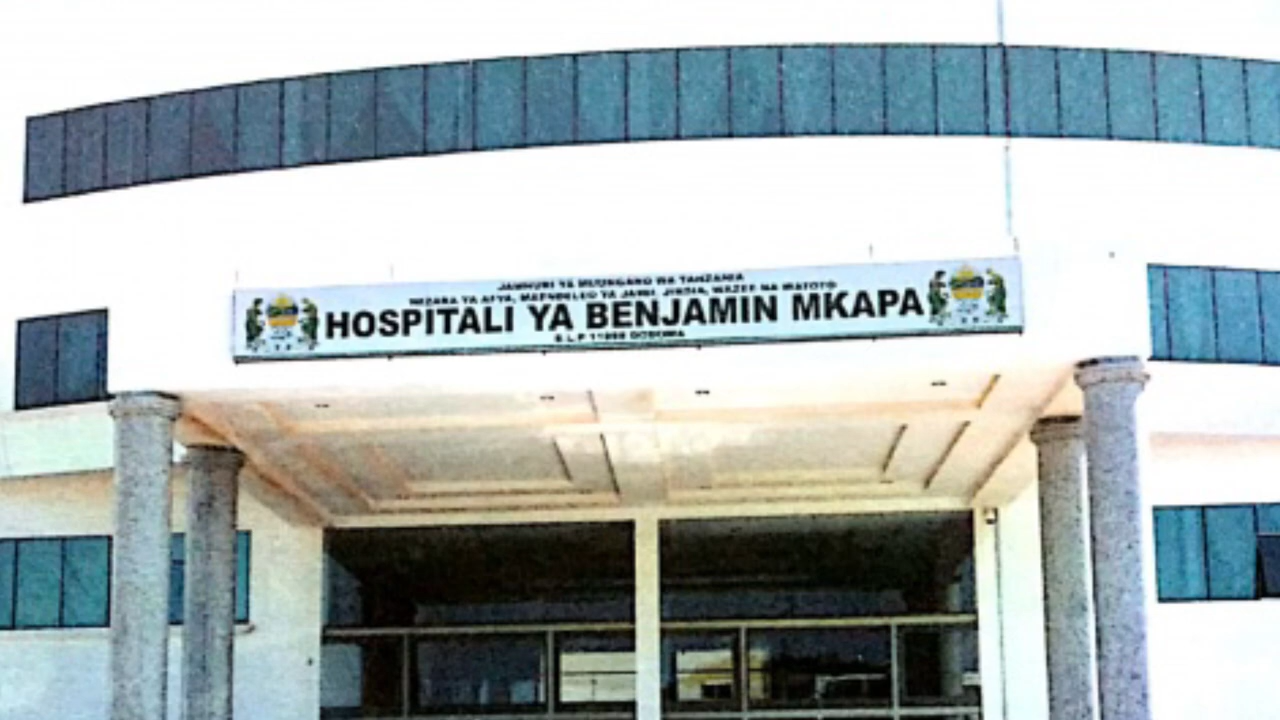 JAMHURI YA MUUNGANO WA TANZANIA
WIZARA YA AFYA, MAENDELEO YA JAMII, JINSIA, WAZEE NA WATOTO
HOSPITALI YA BENJAMIN MKAPA
S.L.P 11088 DODOMA